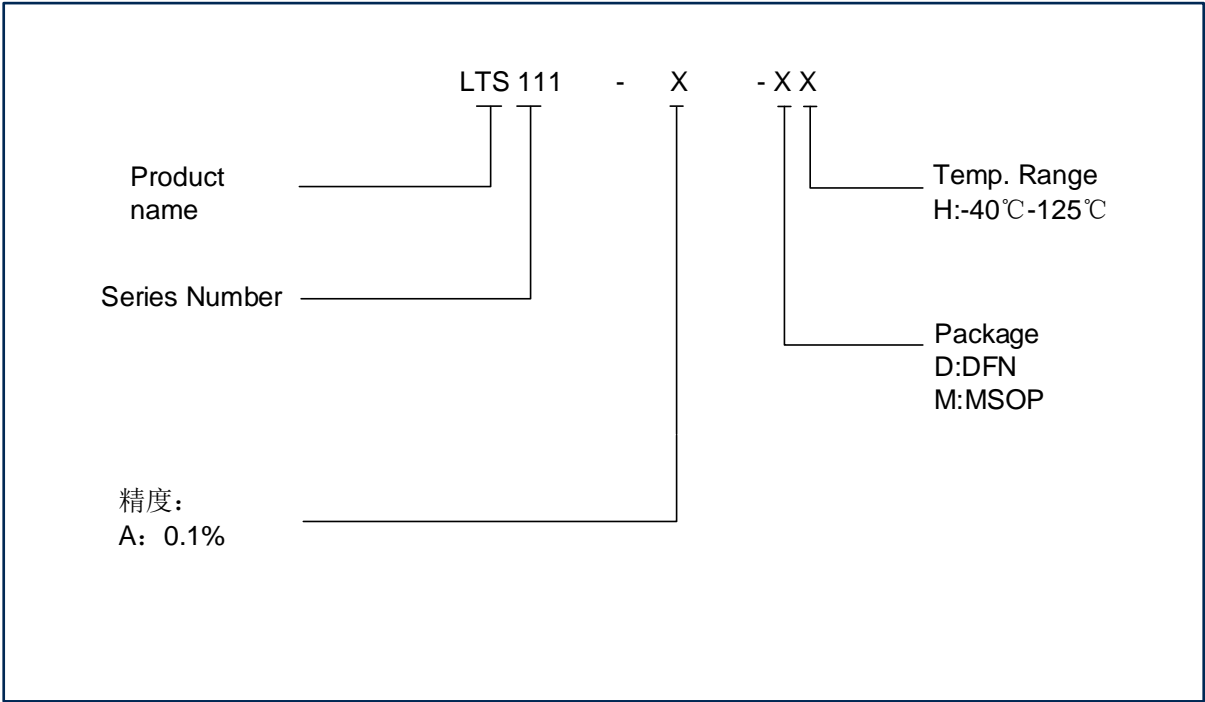 LTS 111 - X - X X
Product
name
Temp. Range
H:-40℃-125℃
Series Number
Package
D:DFN
M:MSOP
精度：
A：0.1%